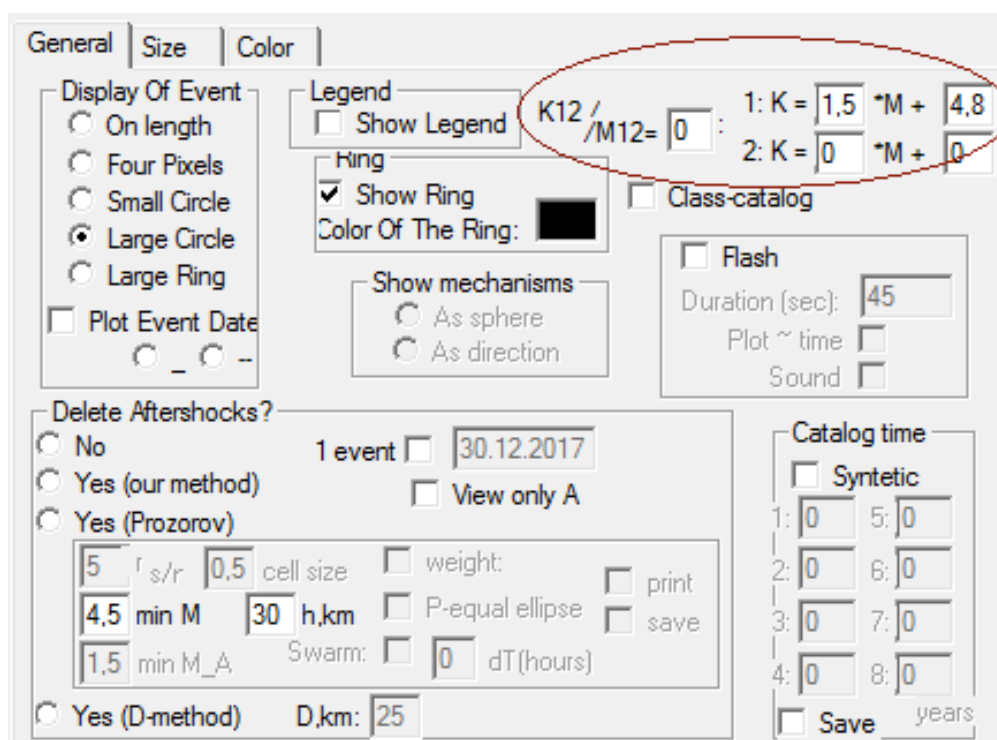 General Size Color
Display Of Event
On length
Four Pixels
Small Circle
Large Circle
Large Ring
Plot Event Date
_ --
Legend
Show Legend
Ring
Show Ring
Color Of The Ring:
K12 /
/M12= 0 :
1: K = 1,5 *M + 4,8
2: K = 0 *M + 0
Class-catalog
Show mechanisms
As sphere
As direction
Flash
Duration (sec): 45
Plot ~ time
Sound
Delete Aftershocks?
No
1 event 30.12.2017
Yes (our method)
View only A
Yes (Prozorov)
5 r s/r 0,5 cell size weight:
print
4,5 min M 30 h,km P-equal ellipse
save
1,5 min M_A Swarm: 0 dT(hours)
Yes (D-method) D,km: 25
Catalog time
Syntetic
1: 0 5: 0
2: 0 6: 0
3: 0 7: 0
4: 0 8: 0
Save years